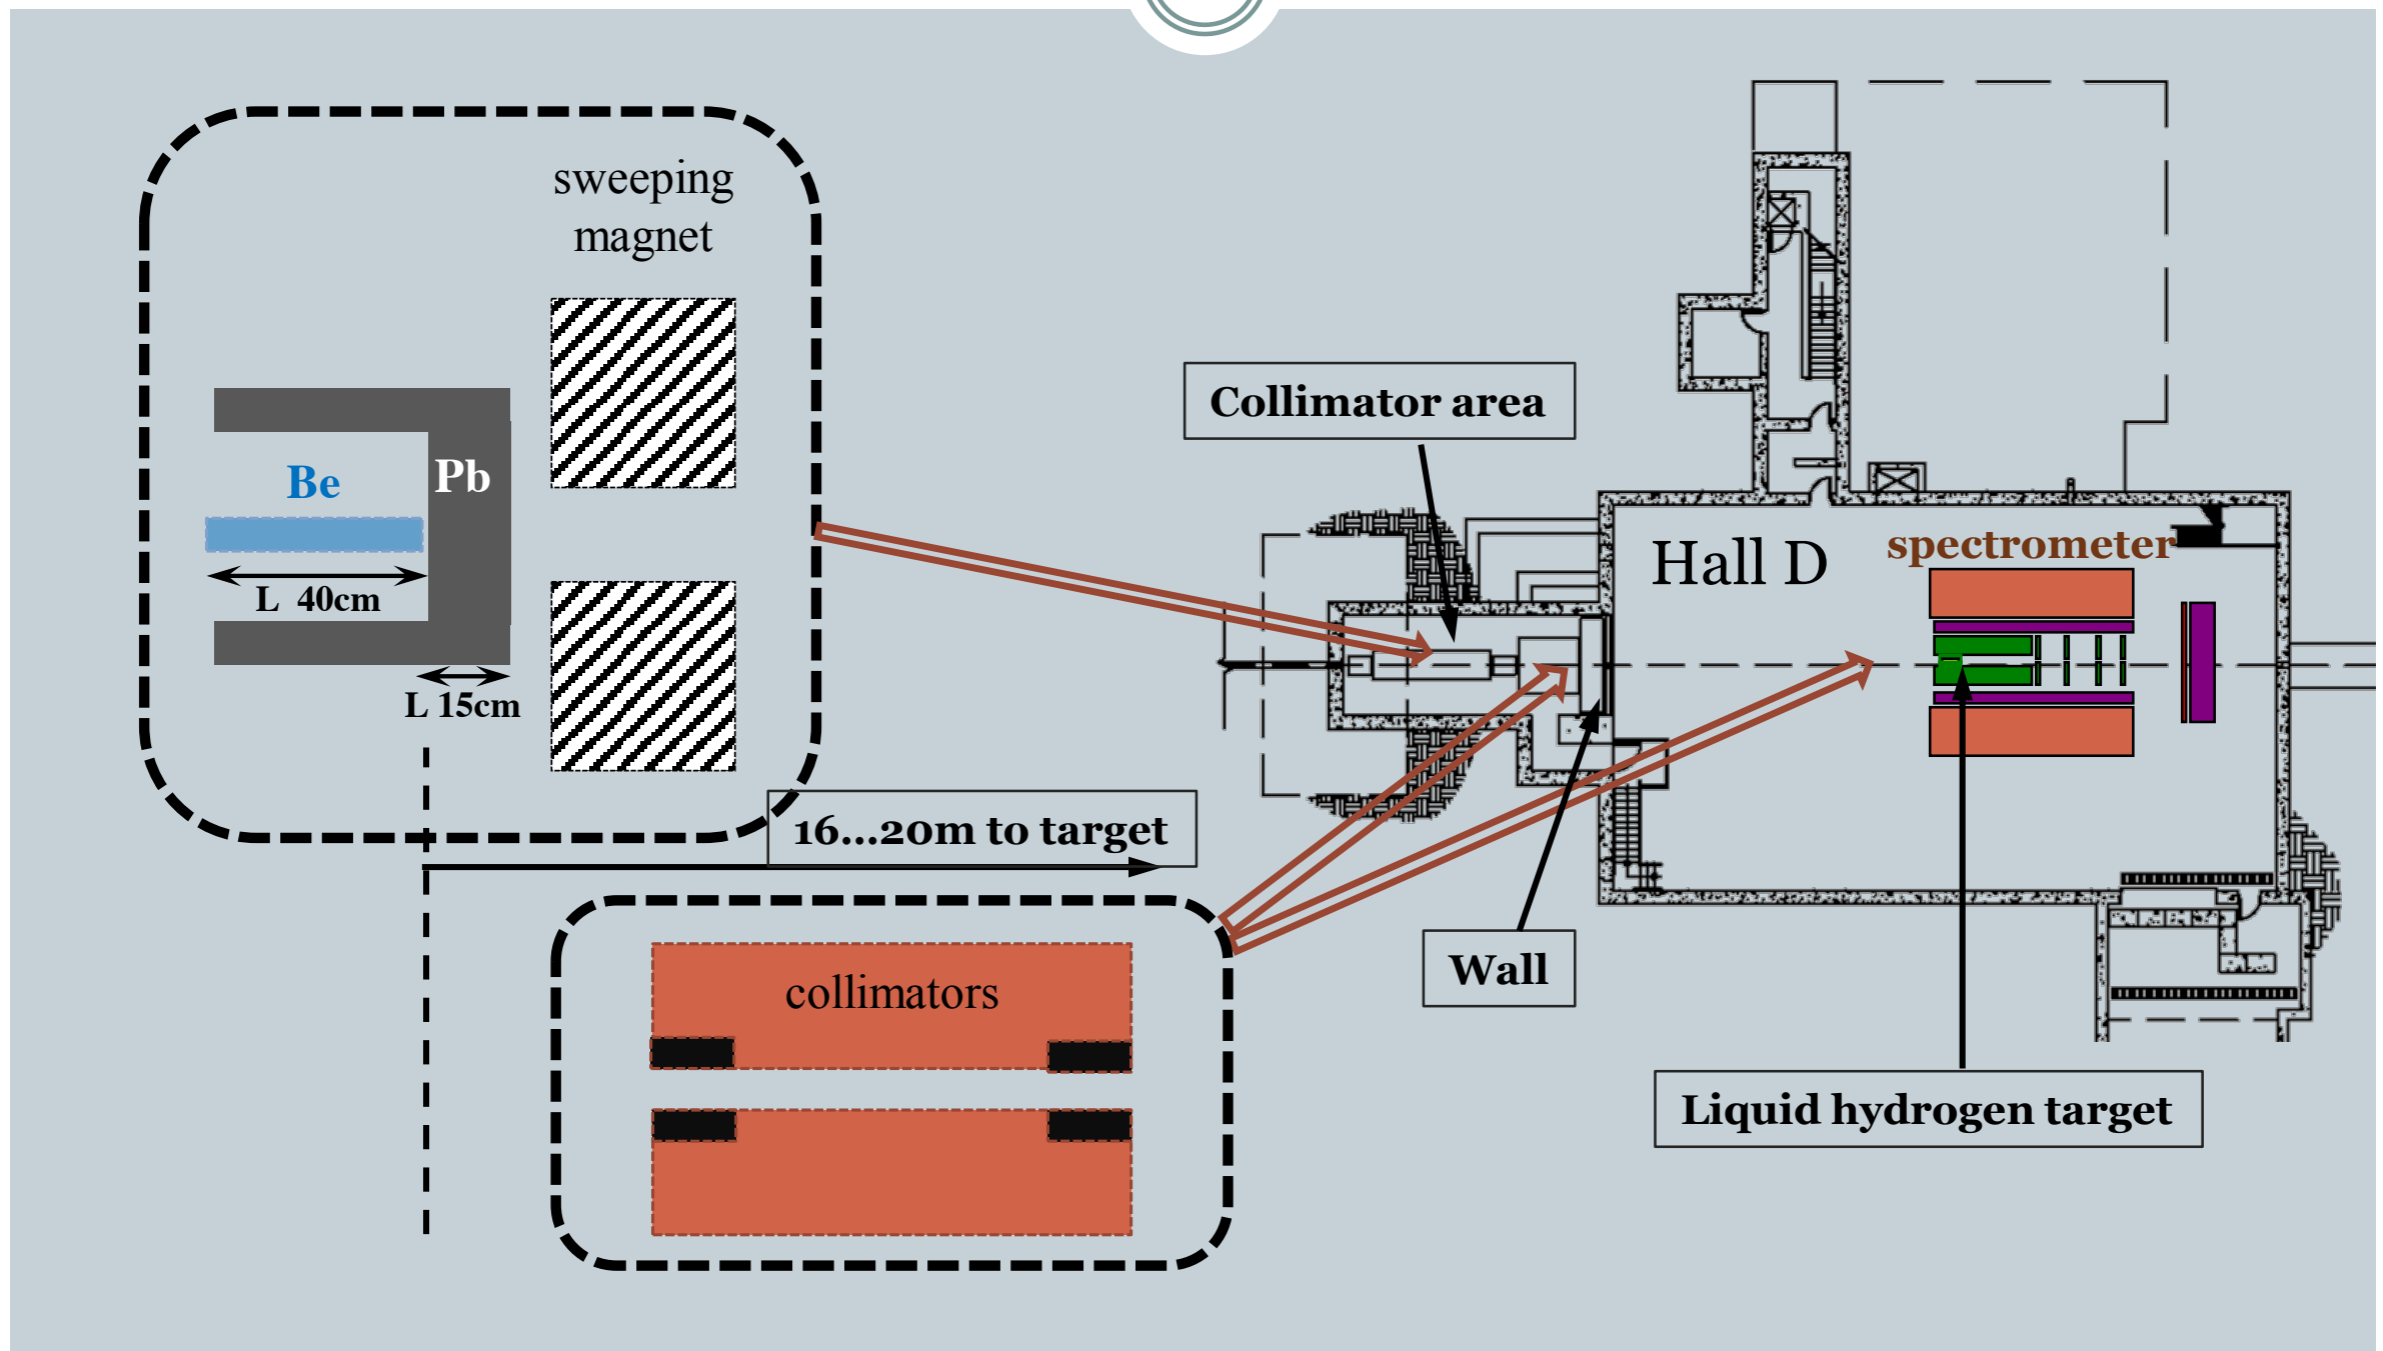 sweeping
magnet
Be
Pb
L 40cm
L 15cm
16...20m to target
collimators
Collimator area
Hall D
spectrometer
Wall
Liquid hydrogen target